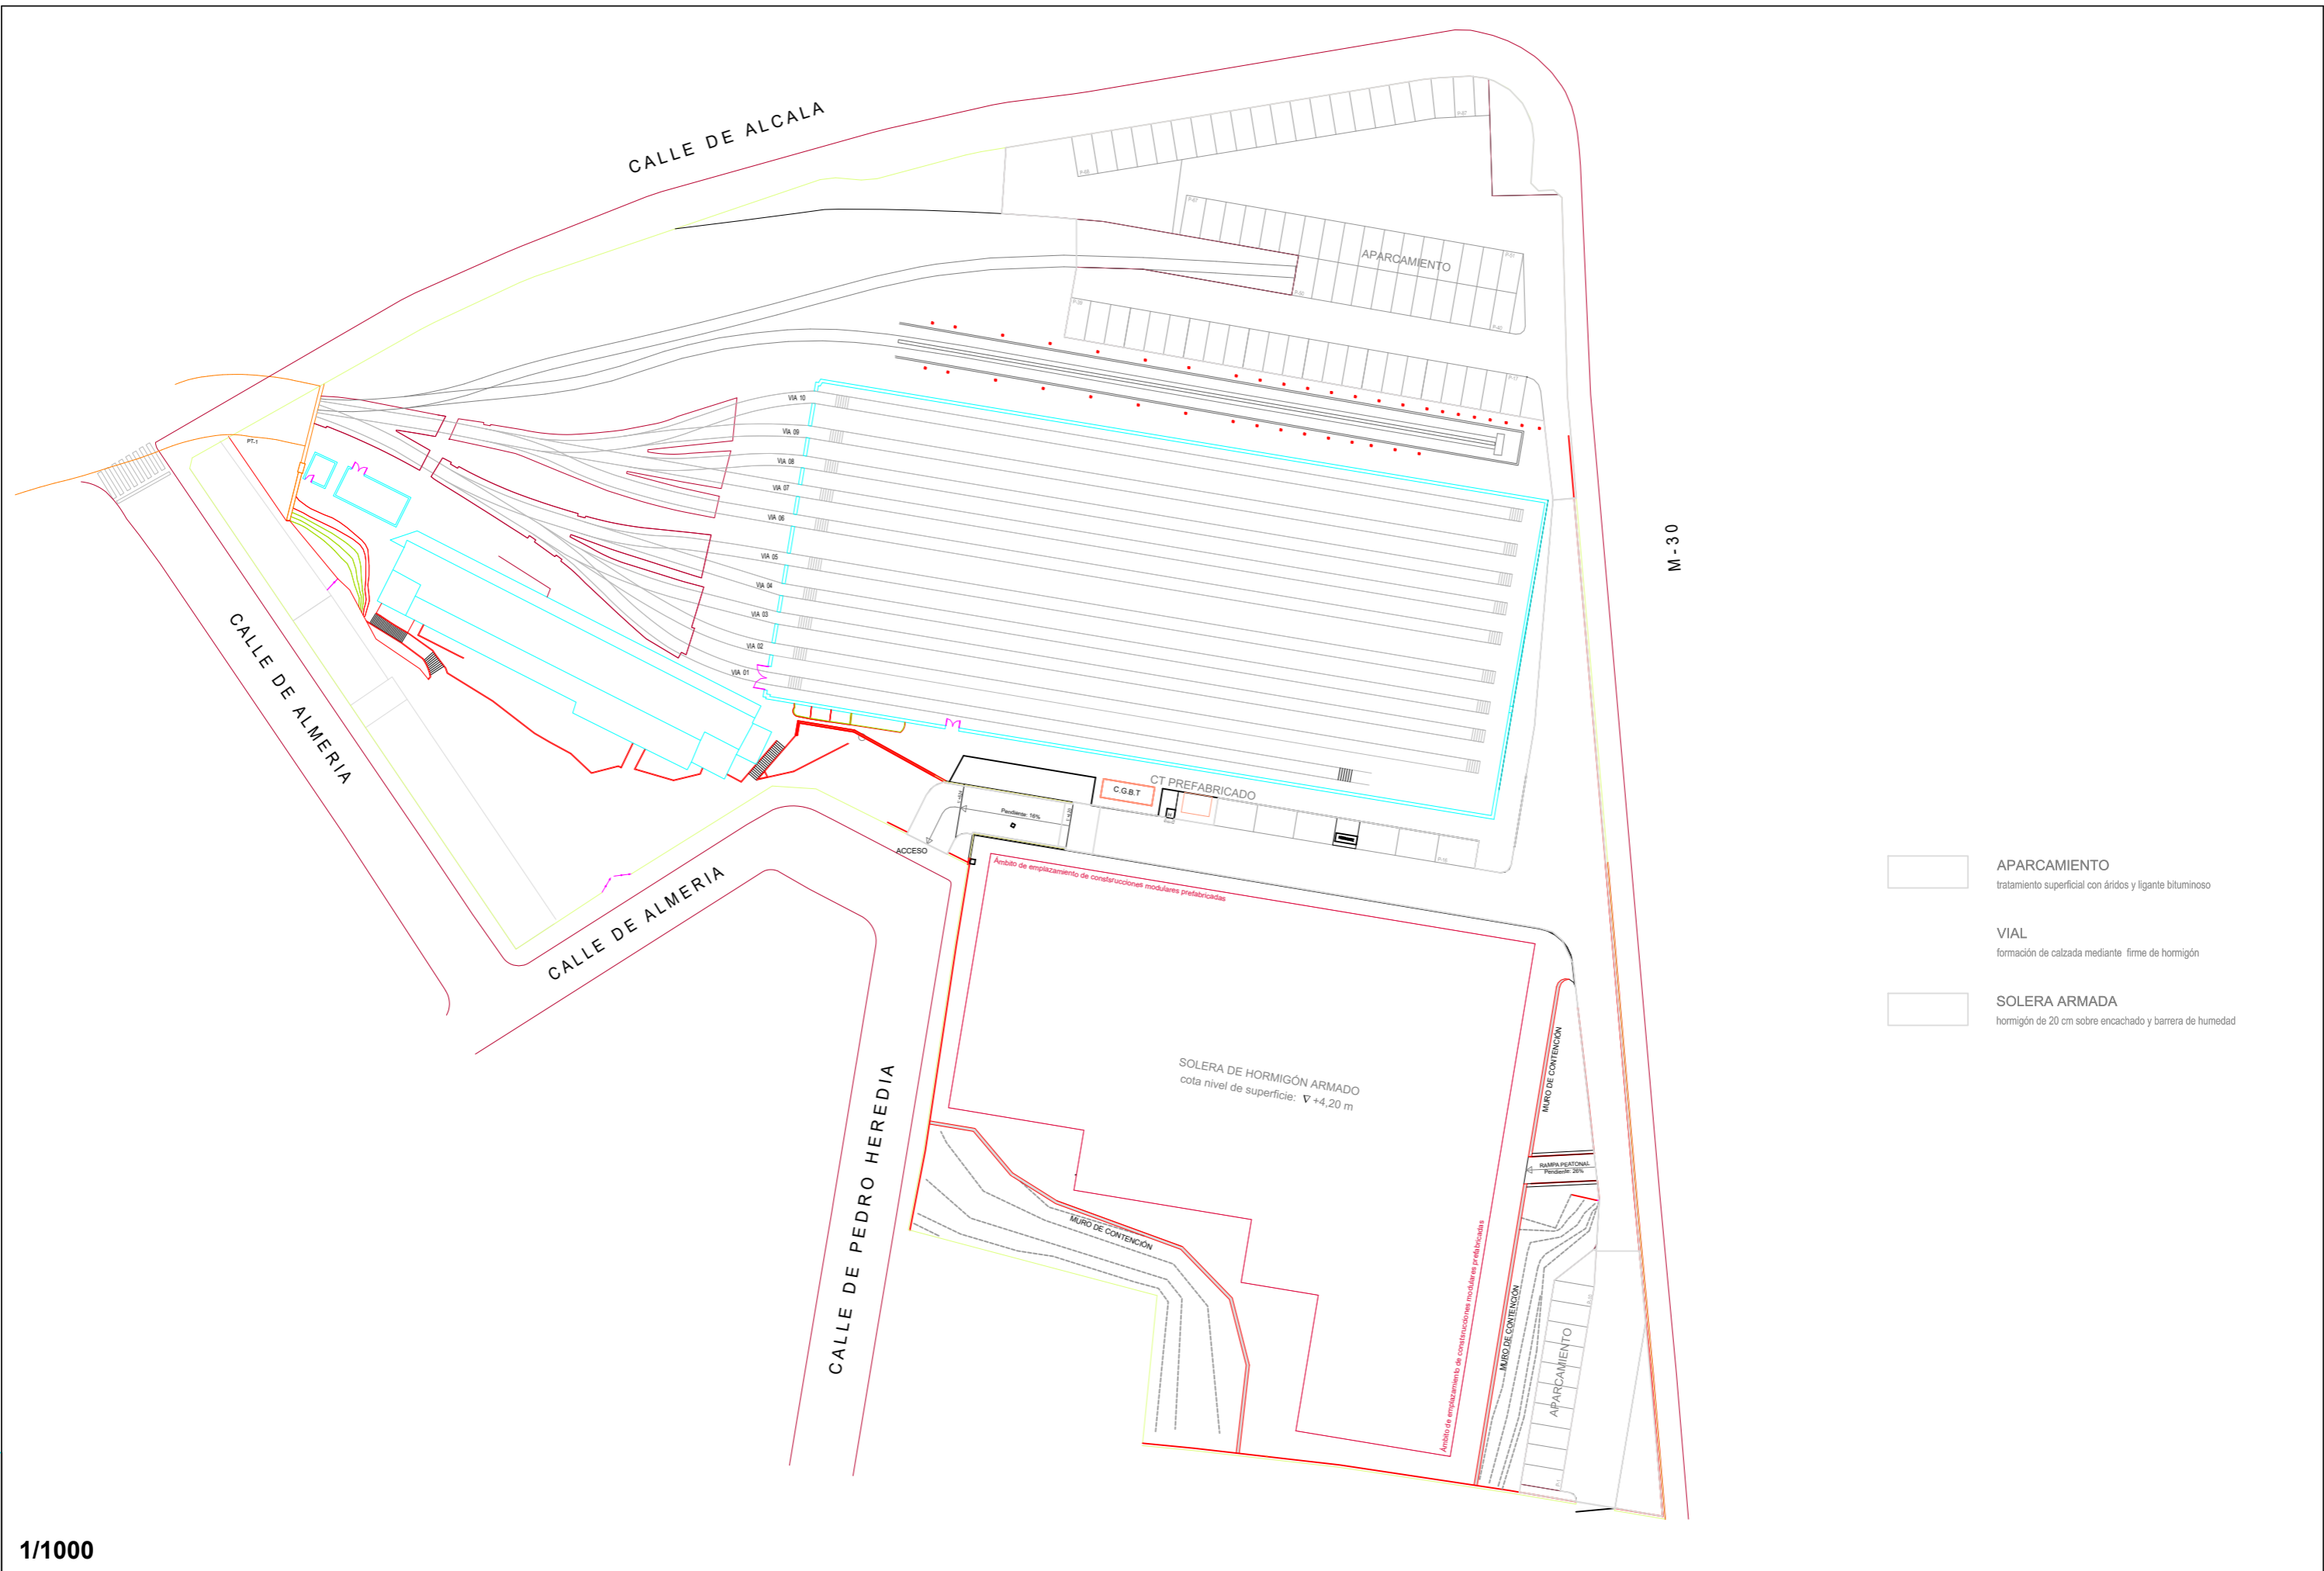 CALLE DE ALCALA
APARCAMIENTO
M-30
PT-1
VIA 10
VIA 09
VIA 08
VIA 07
VIA 06
VIA 05
VIA 04
VIA 03
VIA 02
VIA 01
CALLE DE ALMERIA
CT PREFABRICADO
C.G.B.T
Pendiente: 16%
ACCESO
CALLE DE ALMERIA
Ámbito de emplazamiento de consfarucciones modulares prefabricadas
APARCAMIENTO
tratamiento superficial con áridos y ligante bituminoso
VIAL
formación de calzada mediante firme de hormigón
SOLERA ARMADA
hormigón de 20 cm sobre encachado y barrera de humedad
SOLERA DE HORMIGÓN ARMADO
cota nivel de superficie: ∇ +4,20 m
MURO DE CONTENCIÓN
RAMPA PEATONAL
Pendiente: 26%
CALLE DE PEDRO HEREDIA
MURO DE CONTENCIÓN
Ámbito de emplazamiento de constarucciones modulares prefabricadas
MURO DE CONTENCIÓN
APARCAMIENTO
1/1000